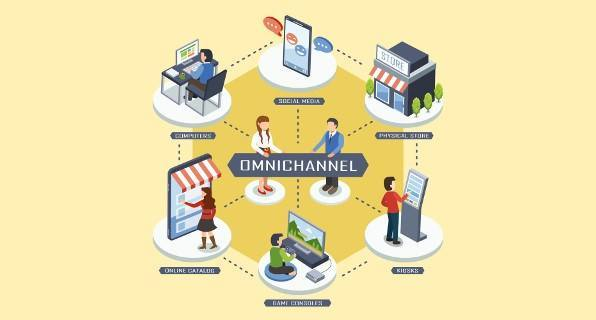 STORE
SOCIAL MEDIA
COMPUTERS
PHYSICAL STORE
OMNICHANNEL
ONLINE CATALOG
KIOSKS
GAME CONSOLES